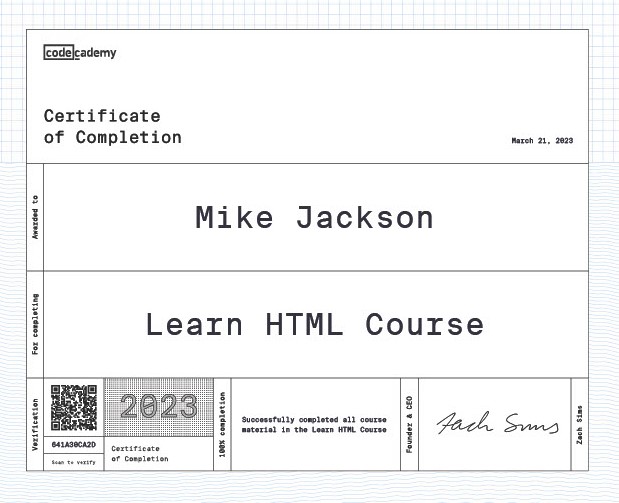 codecademy
Certificate
of Completion
March 21, 2023
Awarded to
Mike Jackson
For completing
Learn HTML Course
Verification
641A30CA2D
Scan to verify
2023
Certificate
of Completion
100% completion
Successfully completed all course
material in the Learn HTML Course
Founder & CEO
Zach Sims
Zach Sims